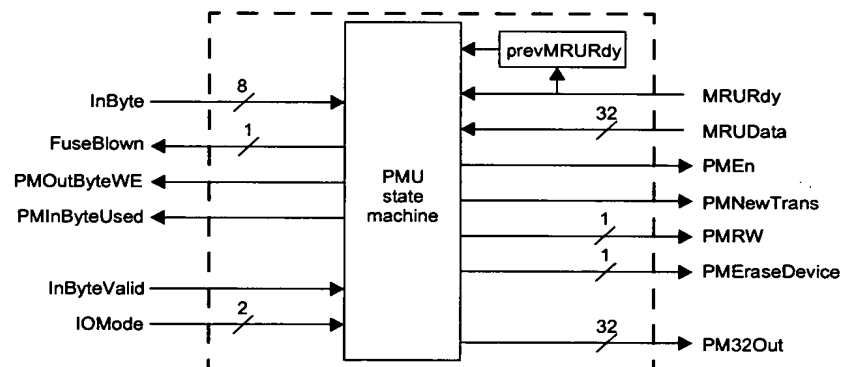 prevMRURdy
InByte
8
MRURdy
FuseBlown
1
32
MRUData
PMOutByteWE
PMU
state
machine
PMEn
PMInByteUsed
PMNewTrans
1
PMRW
1
PMEraseDevice
InByteValid
IOMode
2
32
PM32Out